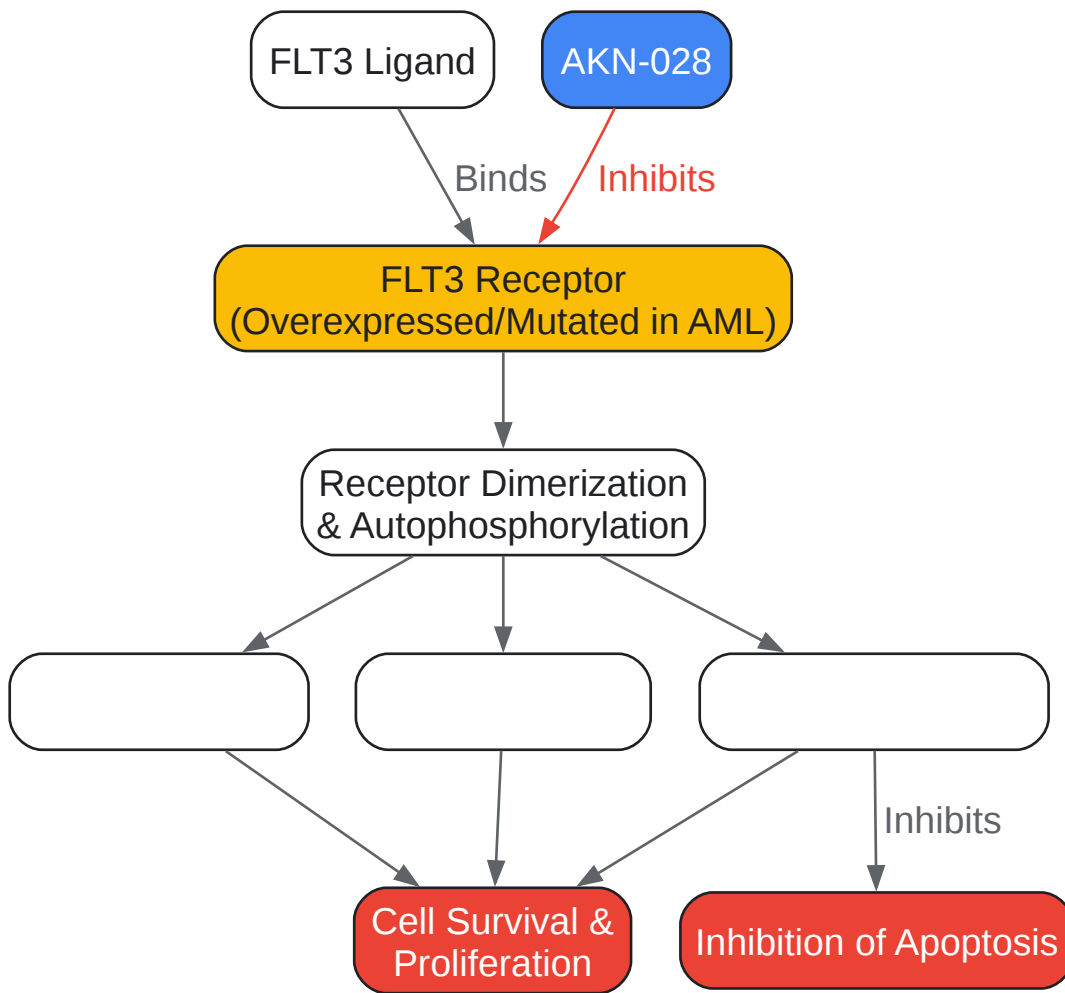 FLT3 Ligand
AKN-028
Binds
Inhibits
FLT3 Receptor
(Overexpressed/Mutated in AML)
Receptor Dimerization
& Autophosphorylation
Inhibits
Cell Survival &
Proliferation
Inhibition of Apoptosis